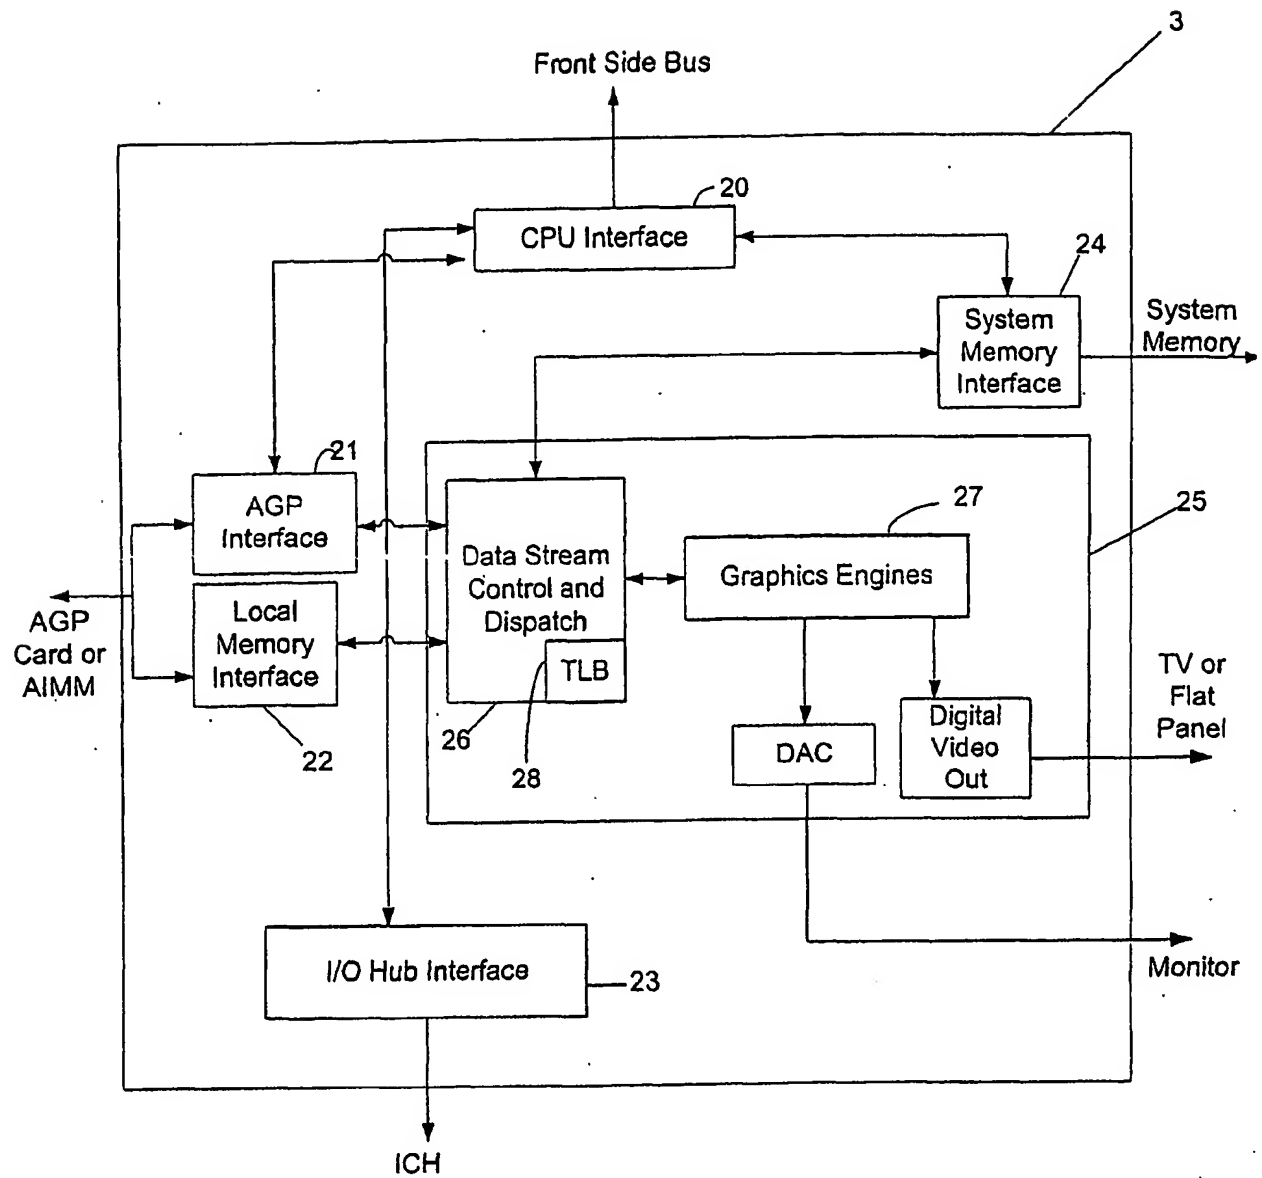 3
Front Side Bus
20
CPU Interface
24
System
Memory
Interface
System
Memory
21
AGP
Interface
27
25
Data Stream
Control and
Dispatch
Graphics Engines
Local
Memory
Interface
AGP
Card or
AIMM
TLB
TV or
Flat
Panel
Digital
Video
Out
26
22
28
DAC
I/O Hub Interface
23
Monitor
ICH